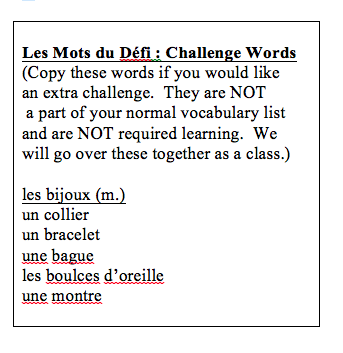 Les Mots du Défi : Challenge Words
(Copy these words if you would like
an extra challenge.  They are NOT
a part of your normal vocabulary list
and are NOT required learning.  We
will go over these together as a class.)
les bijoux (m.)
un collier
un bracelet
une bague
les boulces d'oreille
une montre